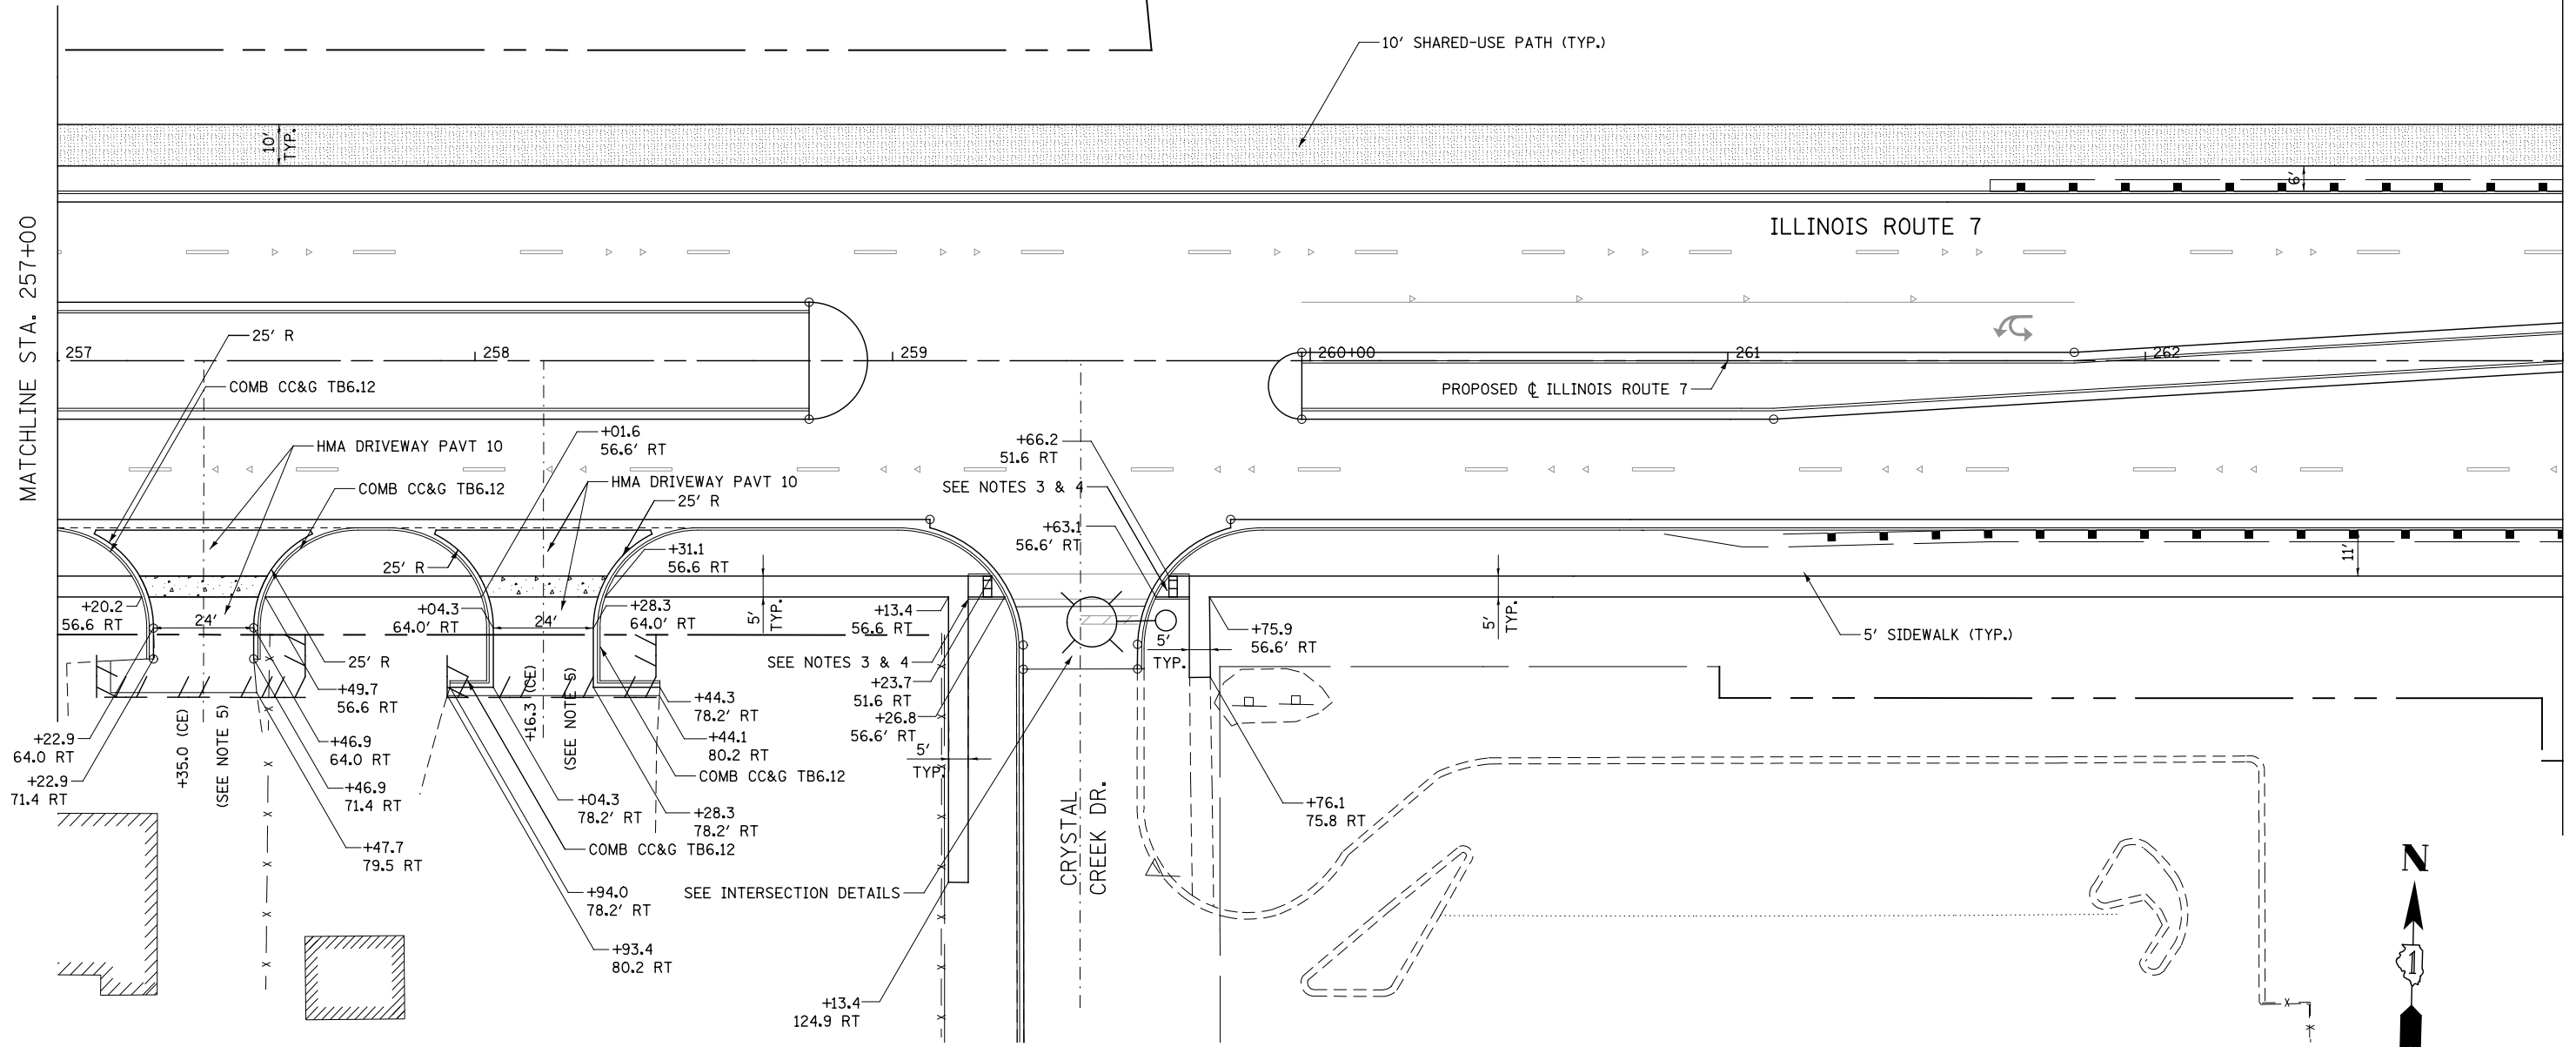 10' SHARED-USE PATH (TYP.)
10'
TYP.
6'
ILLINOIS ROUTE 7
MATCHLINE STA. 257+00
25' R
257
258
259
260+00
261
262
COMB CC&G TB6.12
PROPOSED ℄ ILLINOIS ROUTE 7
HMA DRIVEWAY PAVT 10
+01.6
56.6' RT
+66.2
51.6 RT
COMB CC&G TB6.12
HMA DRIVEWAY PAVT 10
25' R
SEE NOTES 3 & 4
+63.1
56.6' RT
+31.1
56.6 RT
25' R
11'
+20.2
56.6 RT
24'
+04.3
64.0' RT
24'
+28.3
64.0' RT
5'
TYP.
+13.4
56.6 RT
5'
TYP.
+75.9
56.6' RT
5'
TYP.
5' SIDEWALK (TYP.)
25' R
SEE NOTES 3 & 4
+49.7
56.6 RT
+16.3 (CE)
(SEE NOTE 5)
+44.3
78.2' RT
+23.7
51.6 RT
+35.0 (CE)
(SEE NOTE 5)
+22.9
64.0 RT
+46.9
64.0 RT
+44.1
80.2 RT
+26.8
56.6' RT
5'
TYP.
+22.9
71.4 RT
+46.9
71.4 RT
COMB CC&G TB6.12
+04.3
78.2' RT
+28.3
78.2' RT
+76.1
75.8 RT
CRYSTAL
CREEK DR.
+47.7
79.5 RT
COMB CC&G TB6.12
N
+94.0
78.2' RT
SEE INTERSECTION DETAILS
+93.4
80.2 RT
1
+13.4
124.9 RT